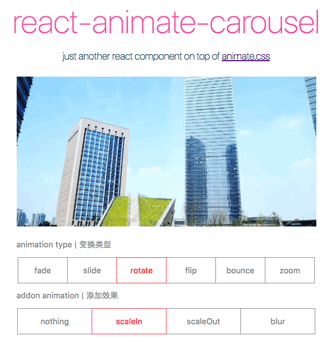 react-animate-carousel
just another react component on top of animate.css
animation type | 变换类型
fade slide rotate flip bounce zoom
addon animation | 添加效果
nothing scaleIn scaleOut blur